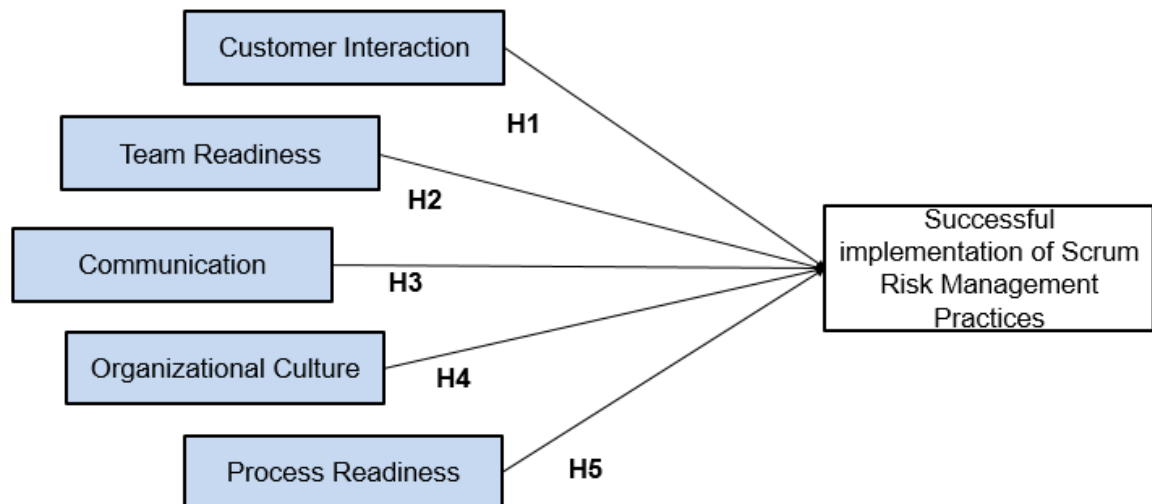 Customer Interaction
H1
Team Readiness
H2
Communication
H3
Organizational Culture
H4
Process Readiness
H5
Successful
implementation of Scrum
Risk Management
Practices